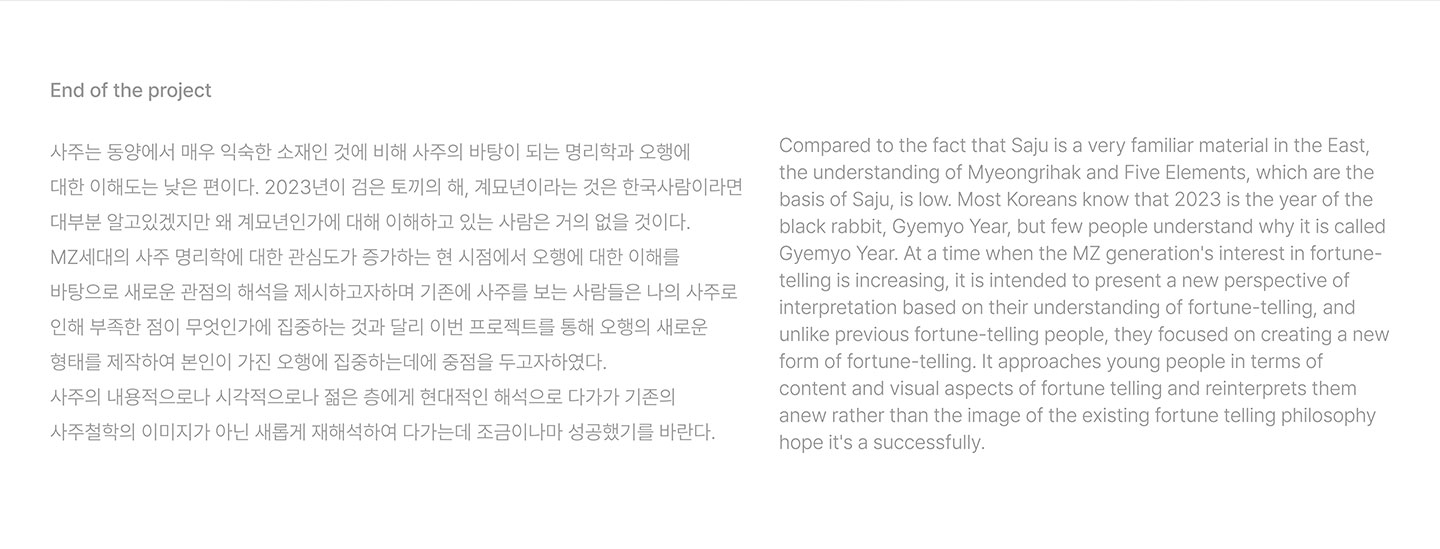 End of the project
사주는 동양에서 매우 익숙한 소재인 것에 비해 사주의 바탕이 되는 명리학과 오행에
대한 이해도는 낮은 편이다. 2023년이 검은 토끼의 해, 계묘년이라는 것은 한국사람이라면
대부분 알고있겠지만 왜 계묘년인가에 대해 이해하고 있는 사람은 거의 없을 것이다.
MZ세대의 사주 명리학에 대한 관심도가 증가하는 현 시점에서 오행에 대한 이해를
바탕으로 새로운 관점의 해석을 제시하고자하며 기존에 사주를 보는 사람들은 나의 사주로
인해 부족한 점이 무엇인가에 집중하는 것과 달리 이번 프로젝트를 통해 오행의 새로운
형태를 제작하여 본인이 가진 오행에 집중하는데에 중점을 두고자하였다.
사주의 내용적으로나 시각적으로나 젊은 층에게 현대적인 해석으로 다가가 기존의
사주철학의 이미지가 아닌 새롭게 재해석하여 다가는데 조금이나마 성공했기를 바란다.
Compared to the fact that Saju is a very familiar material in the East,
the understanding of Myeongrihak and Five Elements, which are the
basis of Saju, is low. Most Koreans know that 2023 is the year of the
black rabbit, Gyemyo Year, but few people understand why it is called
Gyemyo Year. At a time when the MZ generation's interest in fortune-
telling is increasing, it is intended to present a new perspective of
interpretation based on their understanding of fortune-telling, and
unlike previous fortune-telling people, they focused on creating a new
form of fortune-telling. It approaches young people in terms of
content and visual aspects of fortune telling and reinterprets them
anew rather than the image of the existing fortune telling philosophy
hope it's a successfully.